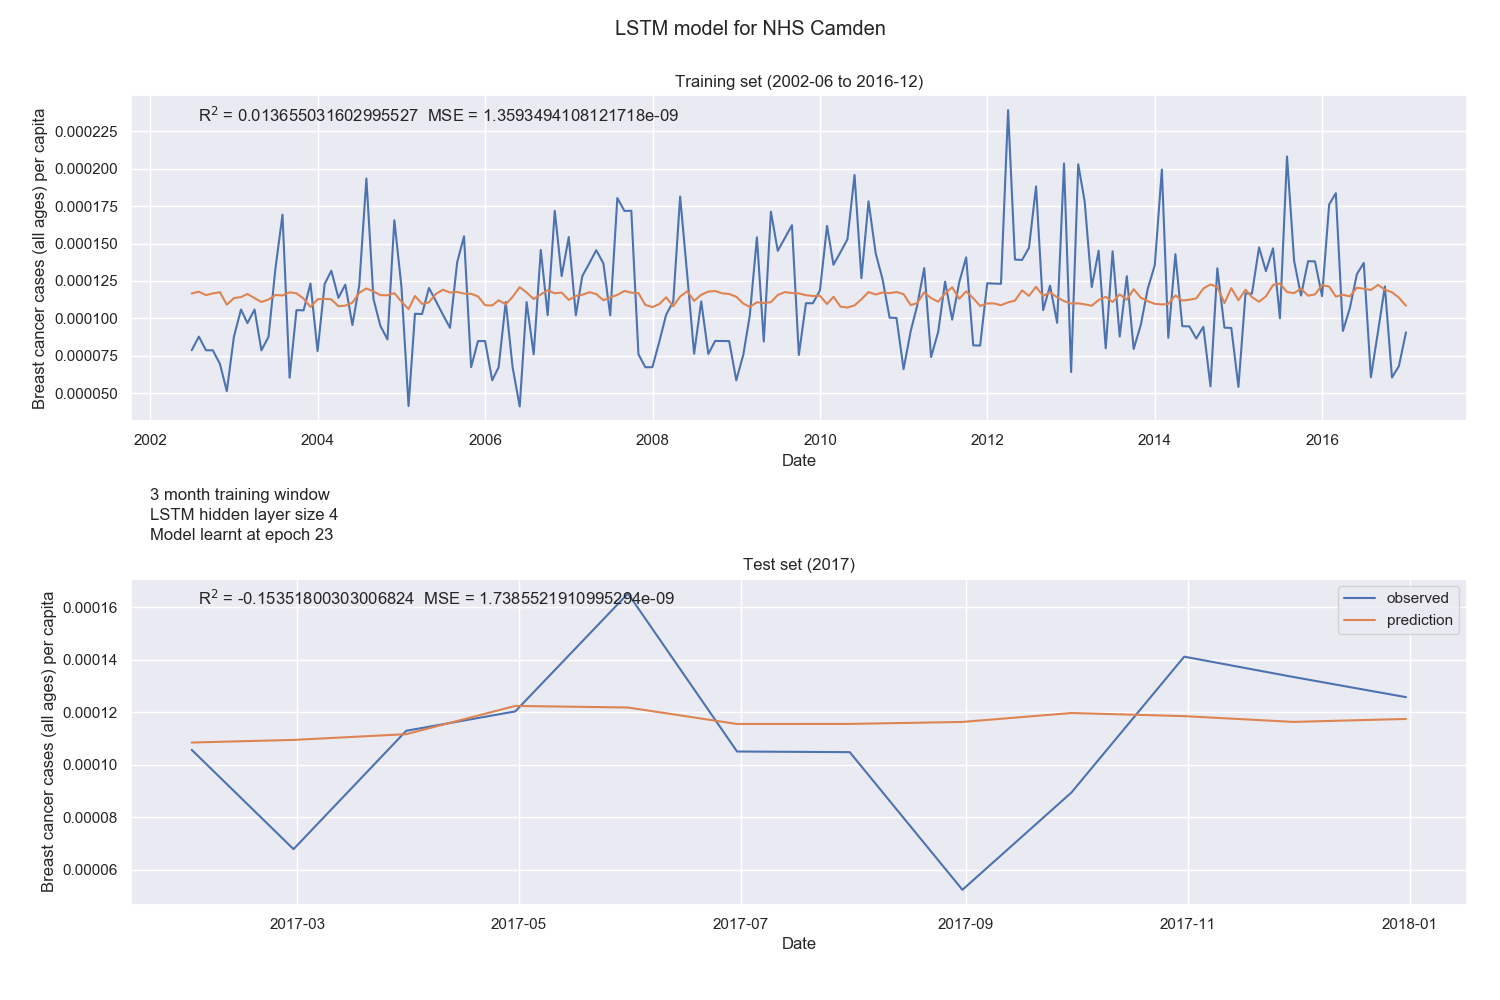 LSTM model for NHS Camden
Training set (2002-06 to 2016-12)
R² = 0.013655031602995527 MSE = 1.3593494108121718e-09
Breast cancer cases (all ages) per capita
0.000225
0.000200
0.000175
0.000150
0.000125
0.000100
0.000075
0.000050
2002 2004 2006 2008 2010 2012 2014 2016
Date
3 month training window
LSTM hidden layer size 4
Model learnt at epoch 23
Test set (2017)
R² = -0.15351800303006824 MSE = 1.7385521910995294e-09
observed
prediction
Breast cancer cases (all ages) per capita
0.00016
0.00014
0.00012
0.00010
0.00008
0.00006
2017-03 2017-05 2017-07 2017-09 2017-11 2018-01
Date